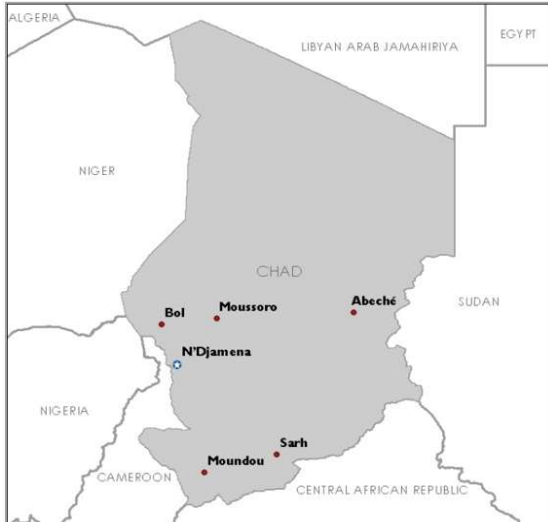 ALGERIA
LIBYAN ARAB JAMAHIRIYA
EGYPT
NIGER
CHAD
Abeché
Bol
Moussoro
SUDAN
N'Djamena
NIGERIA
Sarh
Moundou
CAMEROON
CENTRAL AFRICAN REPUBLIC